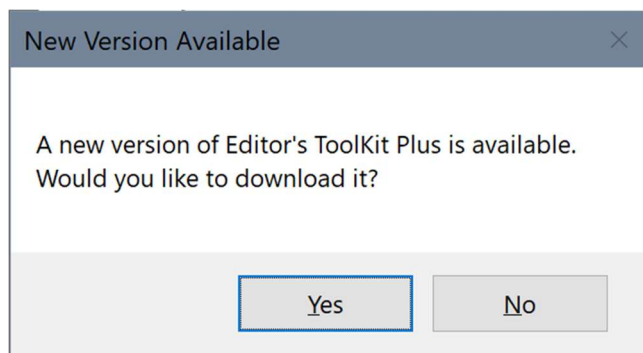 New Version Available
A new version of Editor's ToolKit Plus is available.
Would you like to download it?
Yes
No